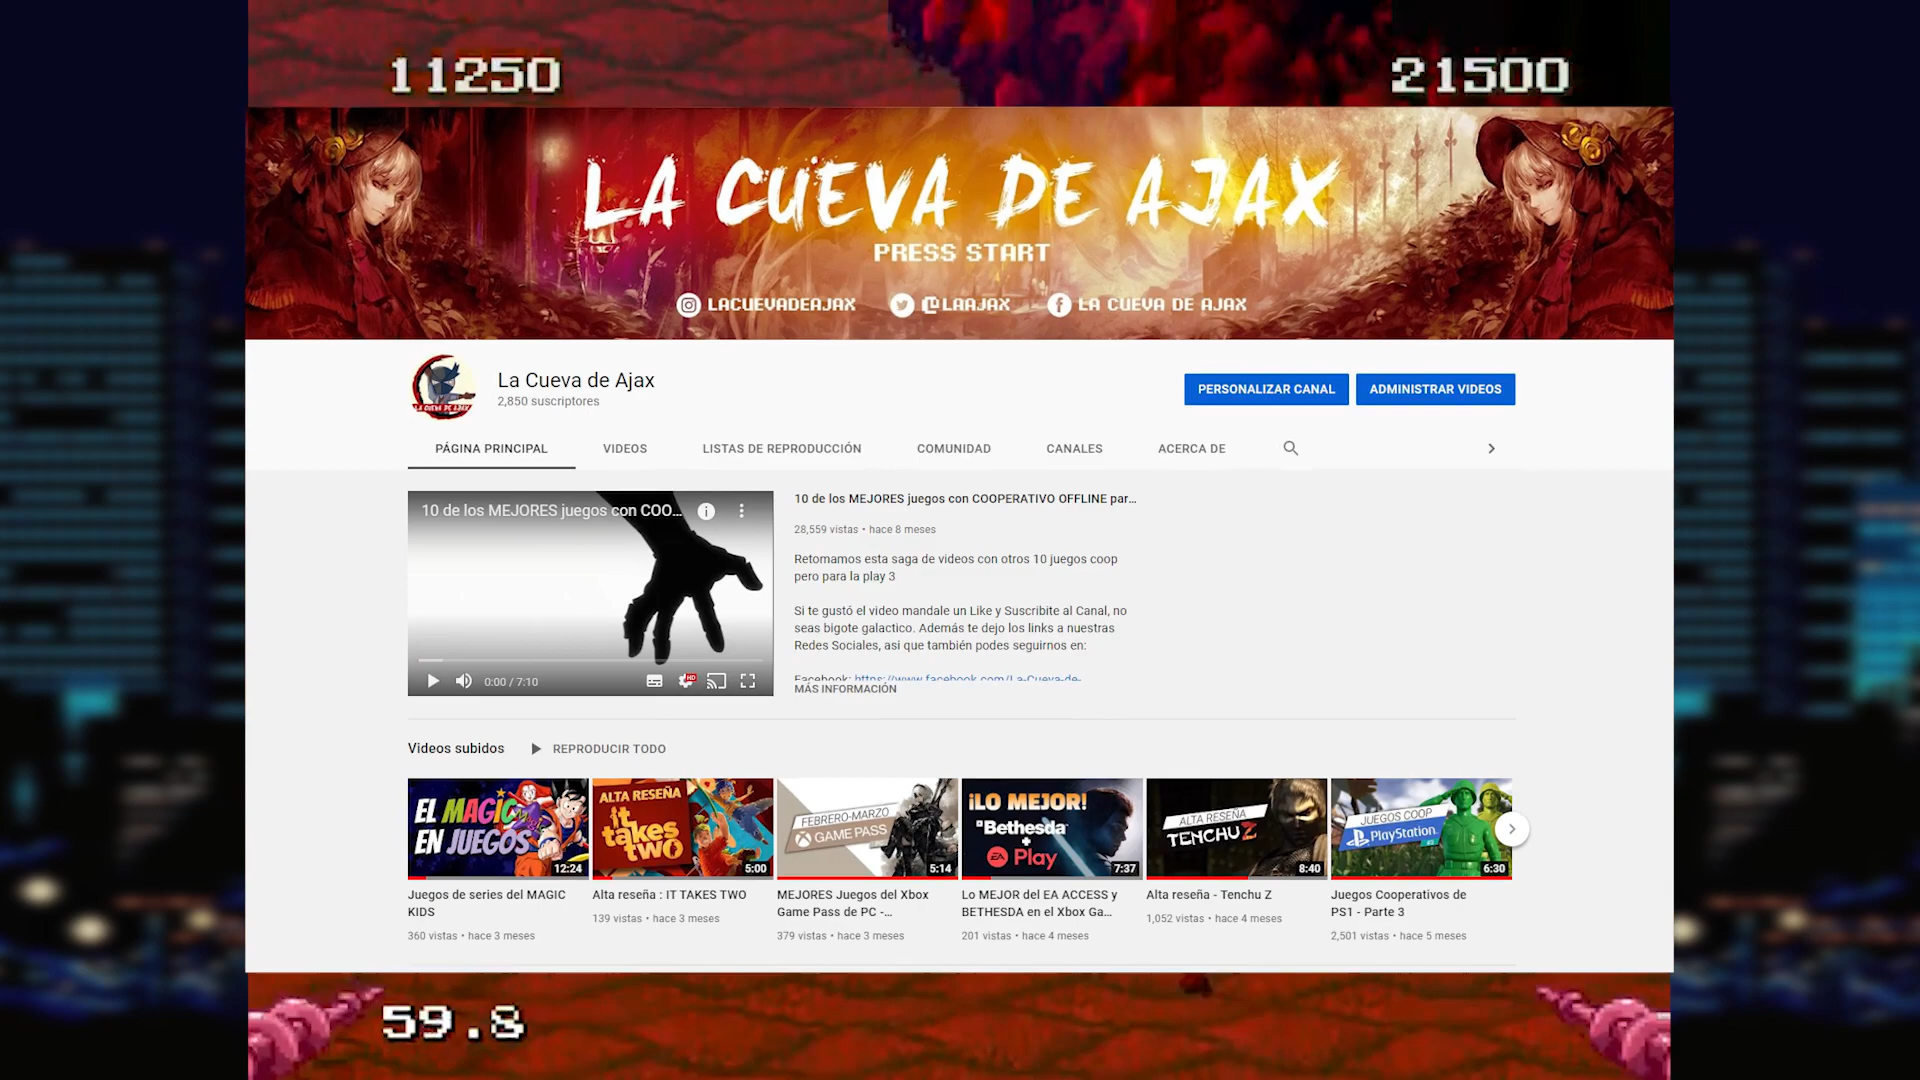 11250
21500
LA CUEVA DE AJAX
PRESS START
LACUEVADEAJAX
@LAAJAX
LA CUEVA DE AJAX
La Cueva de Ajax
2,850 suscriptores
PERSONALIZAR CANAL
ADMINISTRAR VIDEOS
PÁGINA PRINCIPAL
VIDEOS
LISTAS DE REPRODUCCIÓN
COMUNIDAD
CANALES
ACERCA DE
10 de los MEJORES juegos con COO...
0:00 / 7:10
10 de los MEJORES juegos con COOPERATIVO OFFLINE par...
28,559 vistas • hace 8 meses
Retomamos esta saga de videos con otros 10 juegos coop
pero para la play 3
Si te gustó el video mandale un Like y Suscribite al Canal, no
seas bigote galactico. Además te dejo los links a nuestras
Redes Sociales, asi que también podes seguirnos en:
Facebook: https://www.facebook.com/La-Cueva-de-
MÁS INFORMACIÓN
Videos subidos
REPRODUCIR TODO
EL MAGIC
EN JUEGOS
12:24
Juegos de series del MAGIC
KIDS
360 vistas • hace 3 meses
ALTA RESEÑA
it
takes
two
5:00
Alta reseña : IT TAKES TWO
139 vistas • hace 3 meses
FEBRERO-MARZO
GAME PASS
5:14
MEJORES Juegos del Xbox
Game Pass de PC -...
379 vistas • hace 3 meses
¡LO MEJOR!
Bethesda
+
EA Play
7:37
Lo MEJOR del EA ACCESS y
BETHESDA en el Xbox Ga...
201 vistas • hace 4 meses
ALTA RESEÑA
TENCHU Z
8:40
Alta reseña - Tenchu Z
1,052 vistas • hace 4 meses
JUEGOS COOP
PlayStation
6:30
Juegos Cooperativos de
PS1 - Parte 3
2,501 vistas • hace 5 meses
59.8